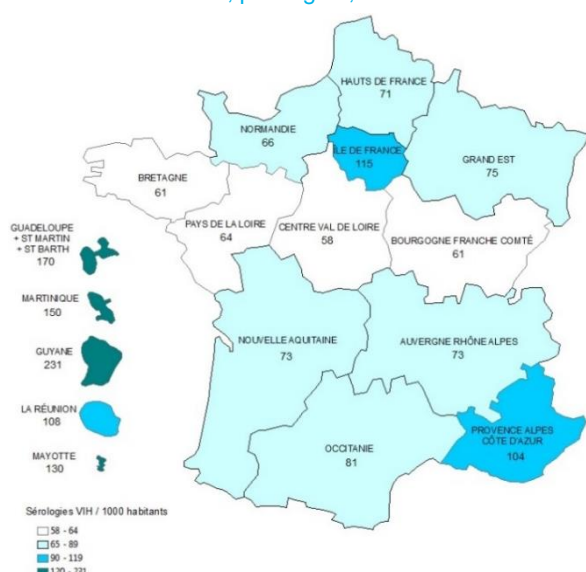 HAUTS DE FRANCE
71
NORMANDIE
66
ILE DE FRANCE
115
GRAND EST
75
BRETAGNE
61
PAYS DE LA LOIRE
64
CENTRE VAL DE LOIRE
58
BOURGOGNE FRANCHE COMTÉ
61
GUADELOUPE
+ ST MARTIN
+ ST BARTH
170
MARTINIQUE
150
GUYANE
231
LA RÉUNION
108
MAYOTTE
130
NOUVELLE AQUITAINE
73
AUVERGNE RHÔNE ALPES
73
OCCITANIE
81
PROVENCE ALPES
CÔTE D'AZUR
104
Sérologies VIH / 1000 habitants
58 - 64
65 - 89
90 - 119
120 - 231